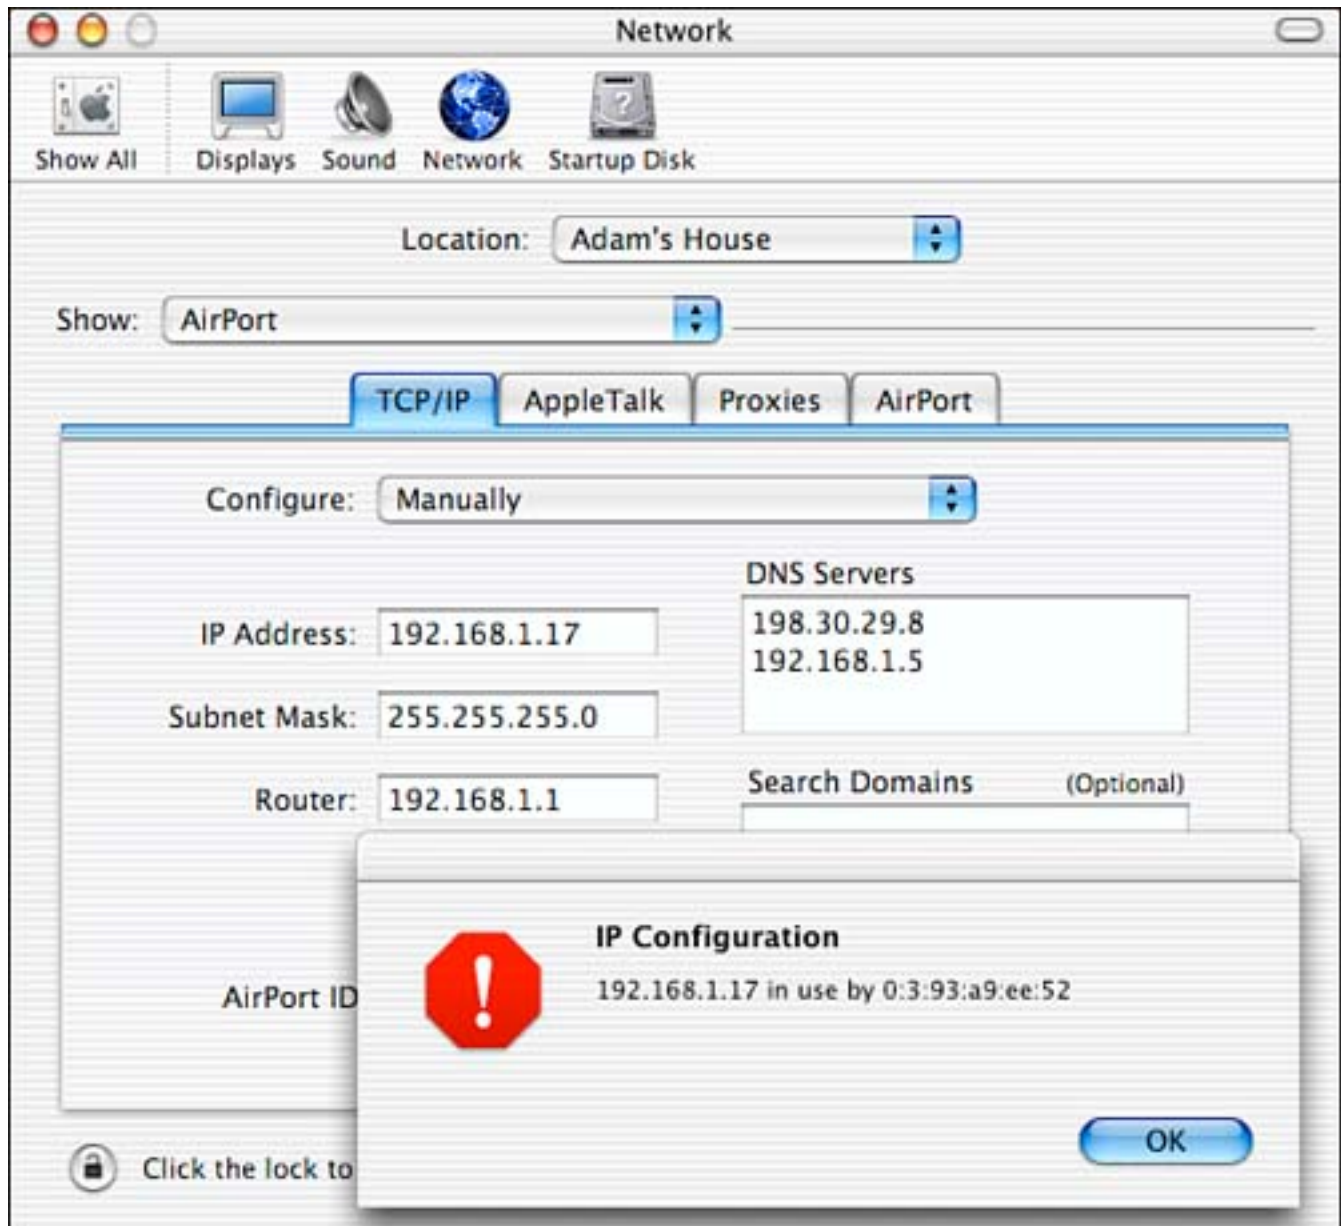 Network
Show All
Displays
Sound
Network
Startup Disk
Location: Adam's House
Show: AirPort
TCP/IP
AppleTalk
Proxies
AirPort
Configure: Manually
DNS Servers
198.30.29.8
192.168.1.5
IP Address: 192.168.1.17
Subnet Mask: 255.255.255.0
Router: 192.168.1.1
Search Domains (Optional)
AirPort ID
IP Configuration
192.168.1.17 in use by 0:3:93:a9:ee:52
OK
Click the lock to